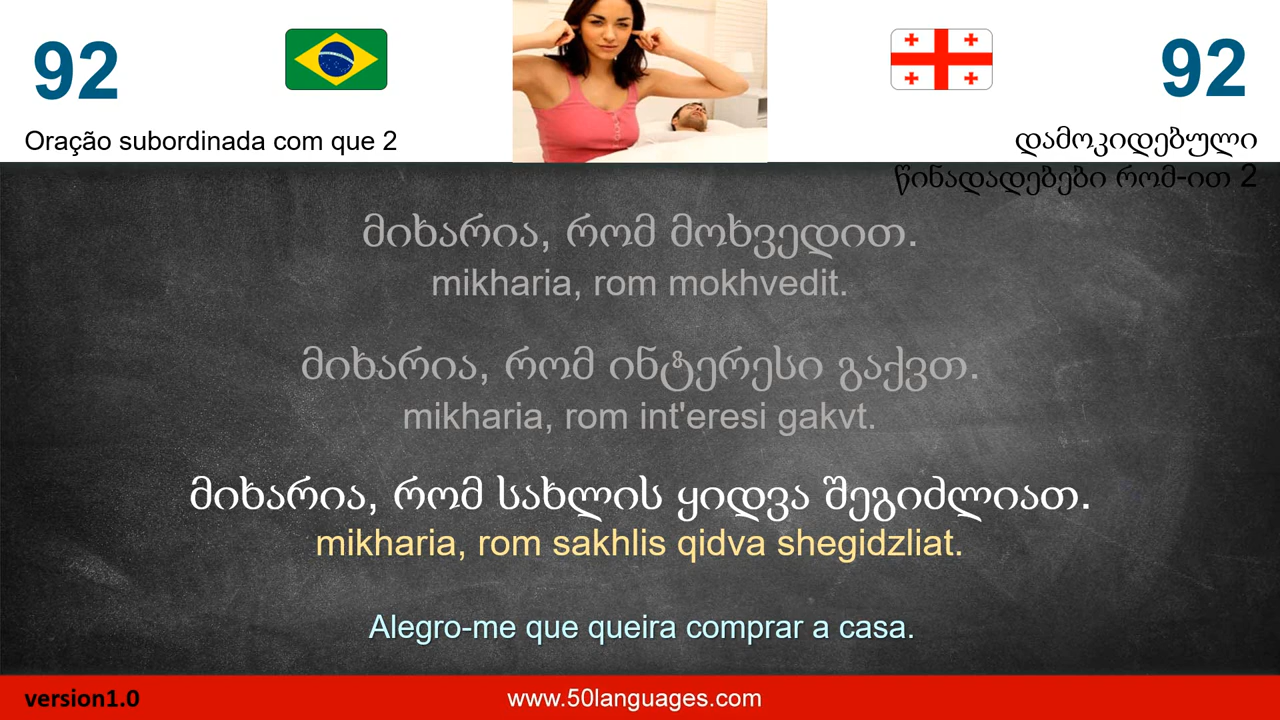 92
92
Oração subordinada com que 2
დამოკიდებული
წინადადებები რომ-ით 2
მიხარია, რომ მოხვედით.
mikharia, rom mokhvedit.
მიხარია, რომ ინტერესი გაქვთ.
mikharia, rom int'eresi gakvt.
მიხარია, რომ სახლის ყიდვა შეგიძლიათ.
mikharia, rom sakhlis qidva shegidzliat.
Alegro-me que queira comprar a casa.
version1.0
www.50languages.com